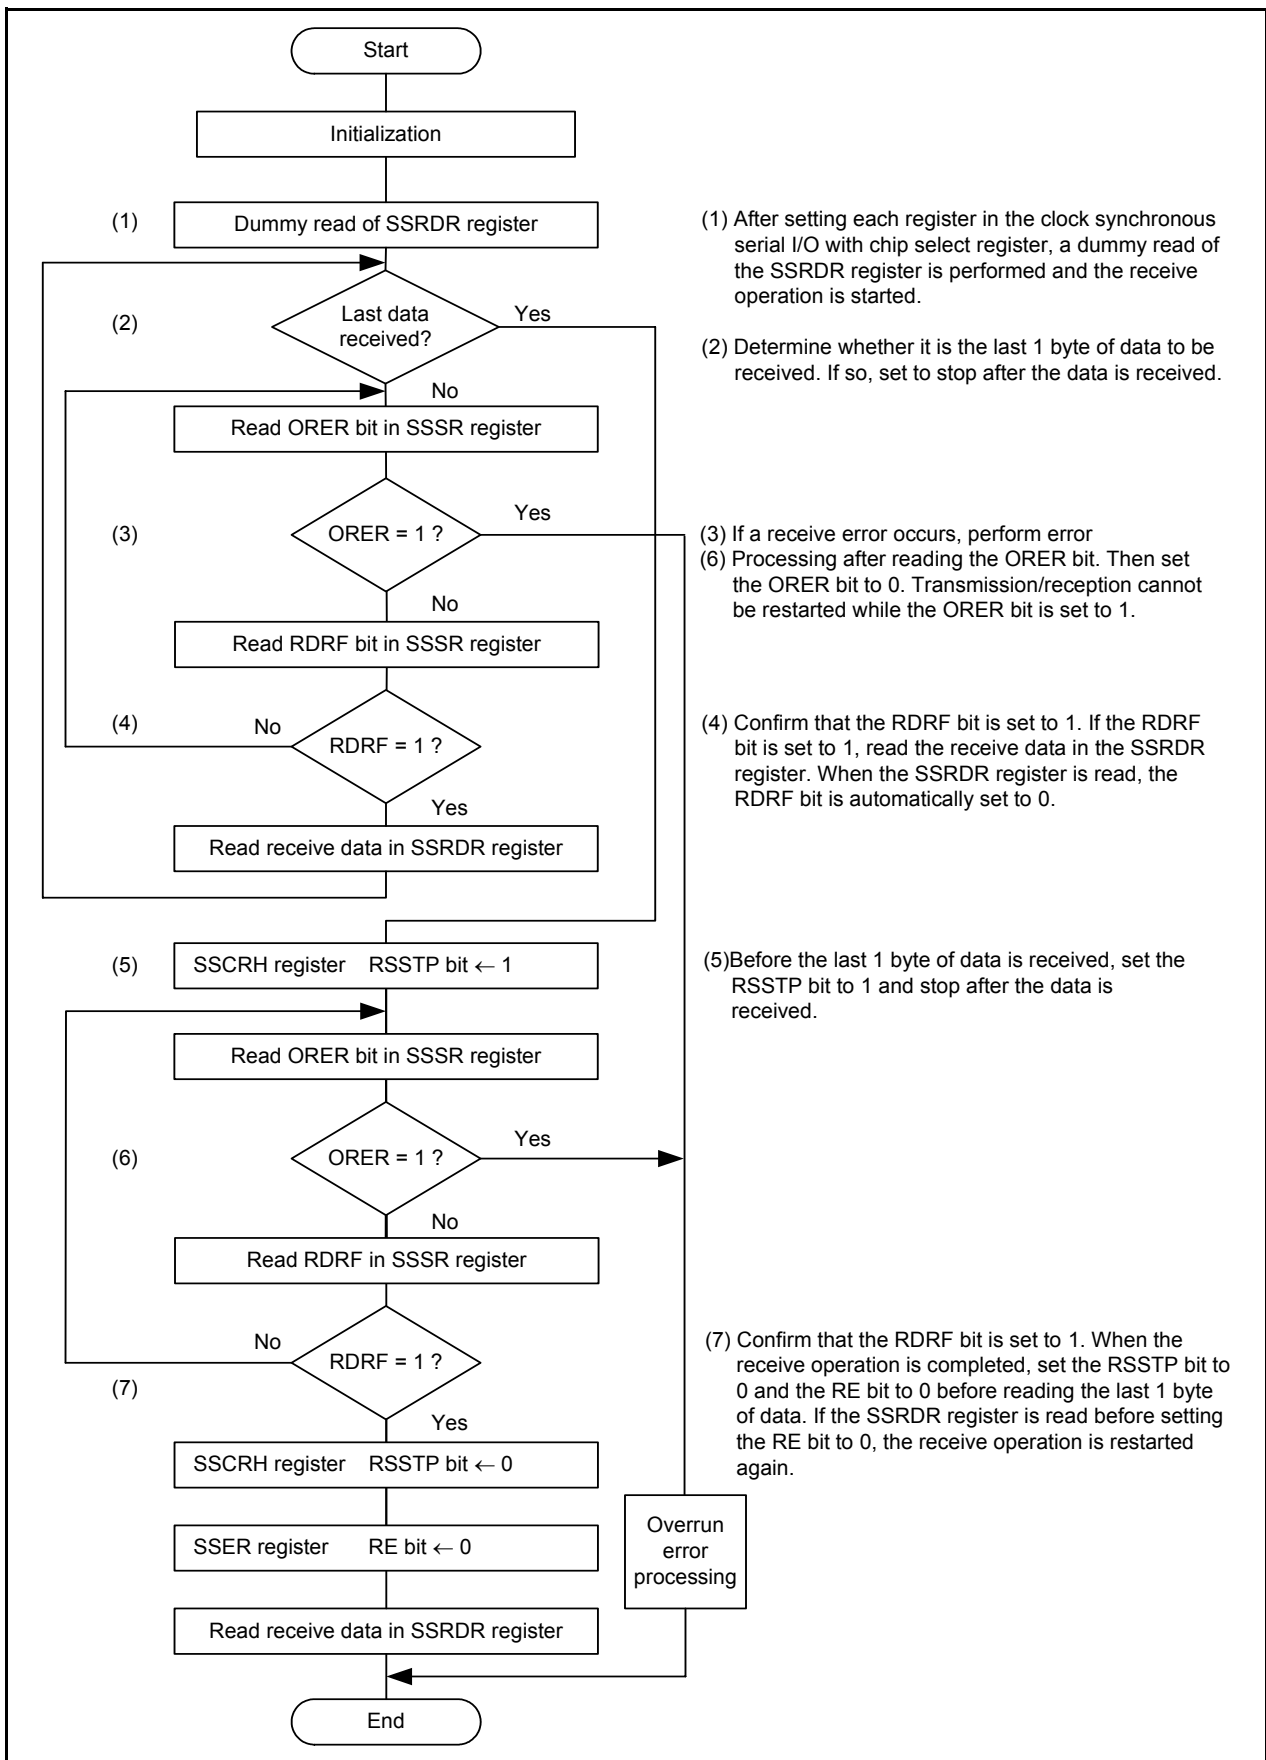 Start
Initialization
(1)
Dummy read of SSRDR register
(1) After setting each register in the clock synchronous
serial I/O with chip select register, a dummy read of
the SSRDR register is performed and the receive
operation is started.
(2)
Last data
received?
Yes
No
(2) Determine whether it is the last 1 byte of data to be
received. If so, set to stop after the data is received.
Read ORER bit in SSSR register
(3)
ORER = 1 ?
Yes
No
(3) If a receive error occurs, perform error
(6) Processing after reading the ORER bit. Then set
the ORER bit to 0. Transmission/reception cannot
be restarted while the ORER bit is set to 1.
Read RDRF bit in SSSR register
(4)
No
RDRF = 1 ?
Yes
(4) Confirm that the RDRF bit is set to 1. If the RDRF
bit is set to 1, read the receive data in the SSRDR
register. When the SSRDR register is read, the
RDRF bit is automatically set to 0.
Read receive data in SSRDR register
(5)
SSCRH register RSSTP bit ← 1
(5)Before the last 1 byte of data is received, set the
RSSTP bit to 1 and stop after the data is
received.
Read ORER bit in SSSR register
(6)
ORER = 1 ?
Yes
No
Read RDRF in SSSR register
No
RDRF = 1 ?
(7)
Yes
(7) Confirm that the RDRF bit is set to 1. When the
receive operation is completed, set the RSSTP bit to
0 and the RE bit to 0 before reading the last 1 byte
of data. If the SSRDR register is read before setting
the RE bit to 0, the receive operation is restarted
again.
SSCRH register RSSTP bit ← 0
SSER register RE bit ← 0
Overrun
error
processing
Read receive data in SSRDR register
End